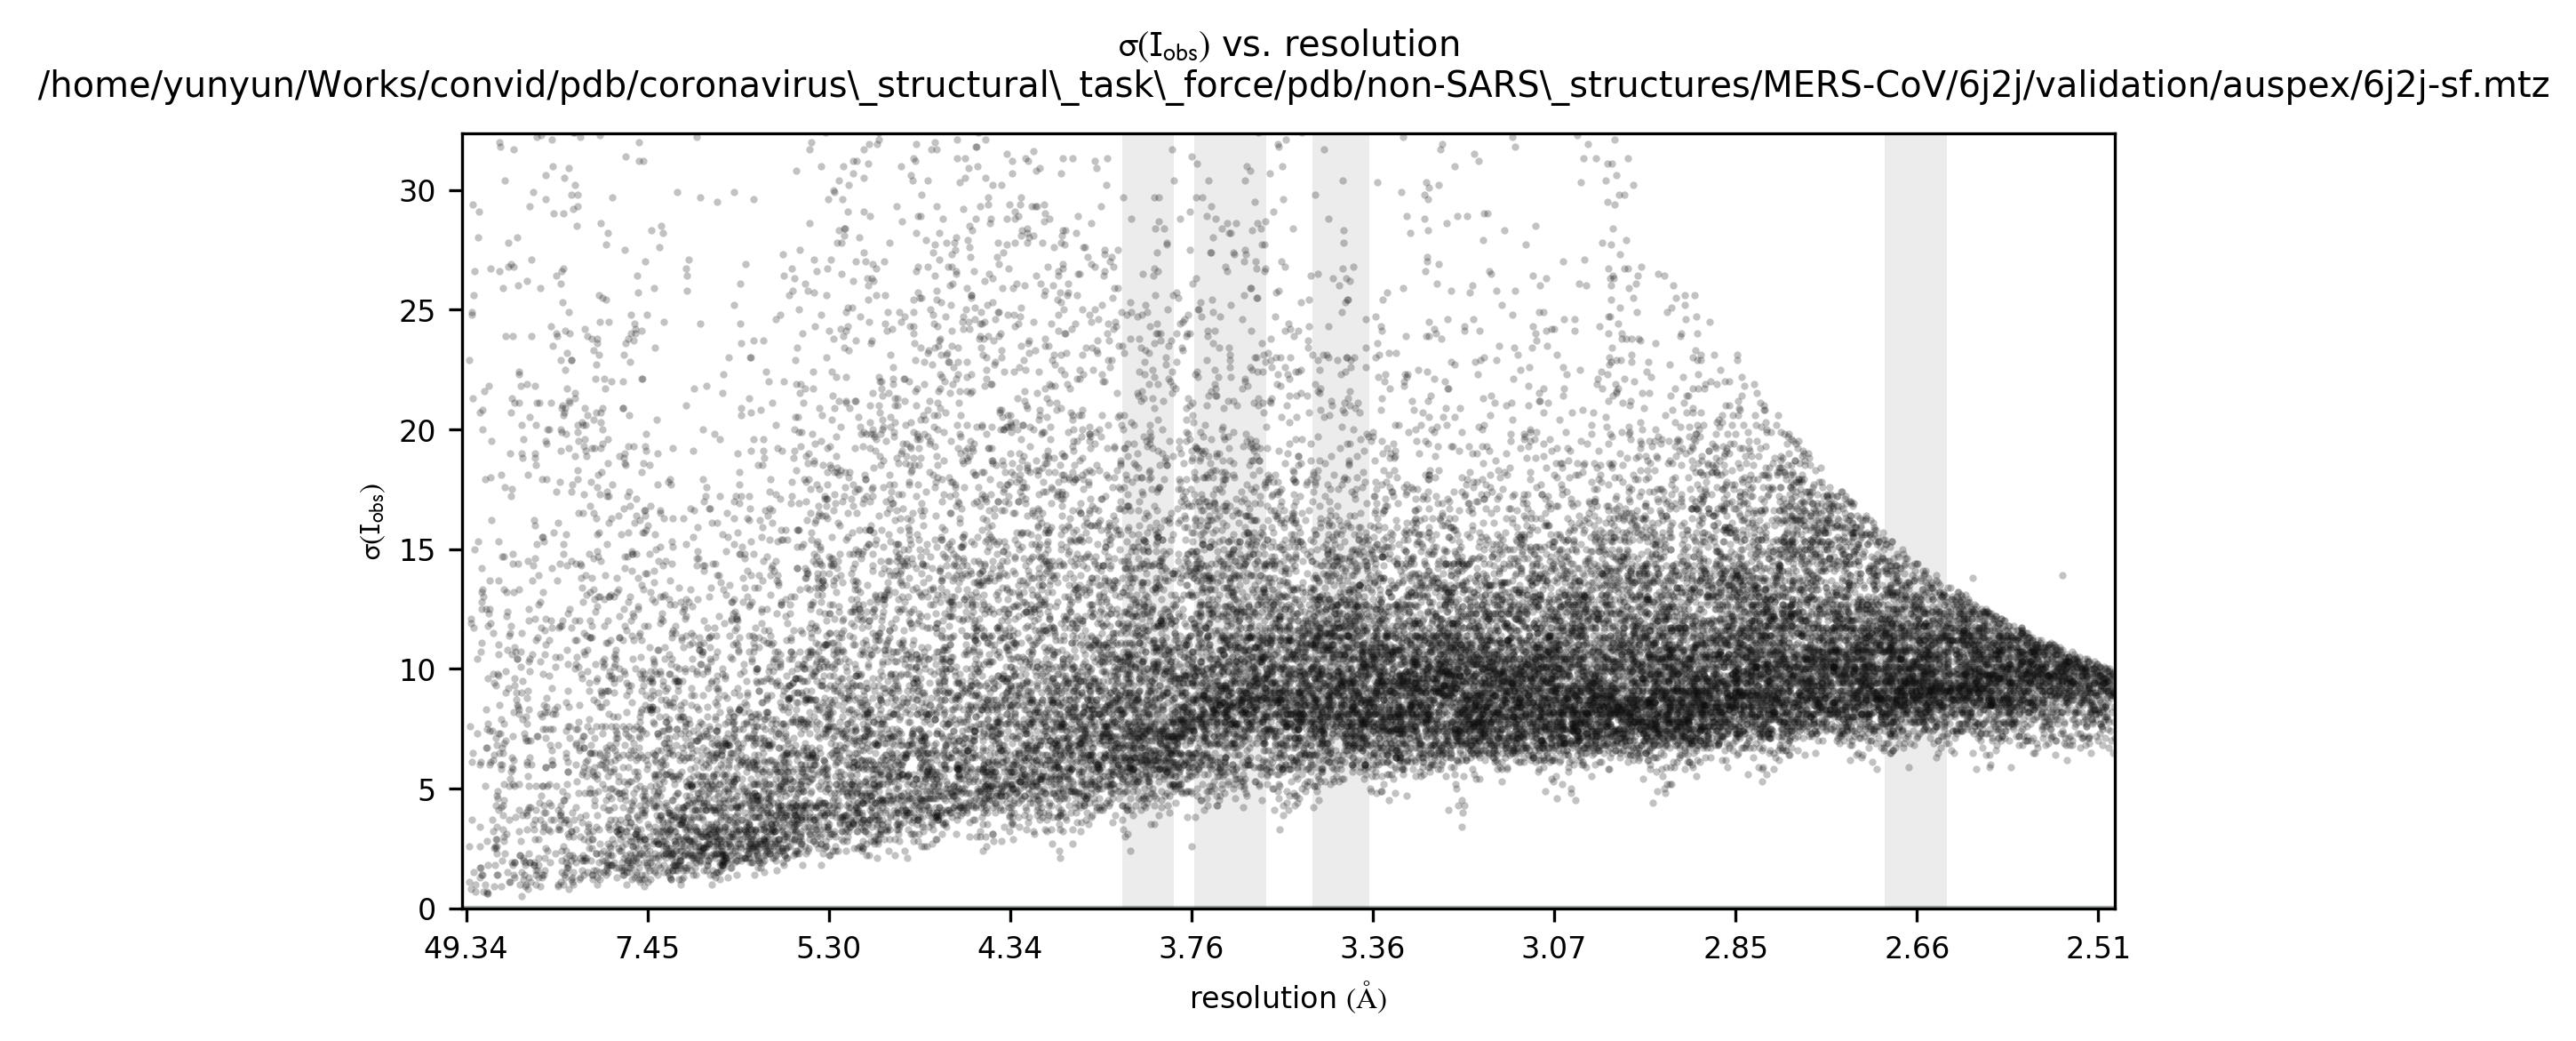 σ(I_obs) vs. resolution
/home/yunyun/Works/convid/pdb/coronavirus\_structural\_task\_force/pdb/non-SARS\_structures/MERS-CoV/6j2j/validation/auspex/6j2j-sf.mtz
30
25
20
15
10
5
0
σ(I_obs)
49.34 7.45 5.30 4.34 3.76 3.36 3.07 2.85 2.66 2.51
resolution (Å)